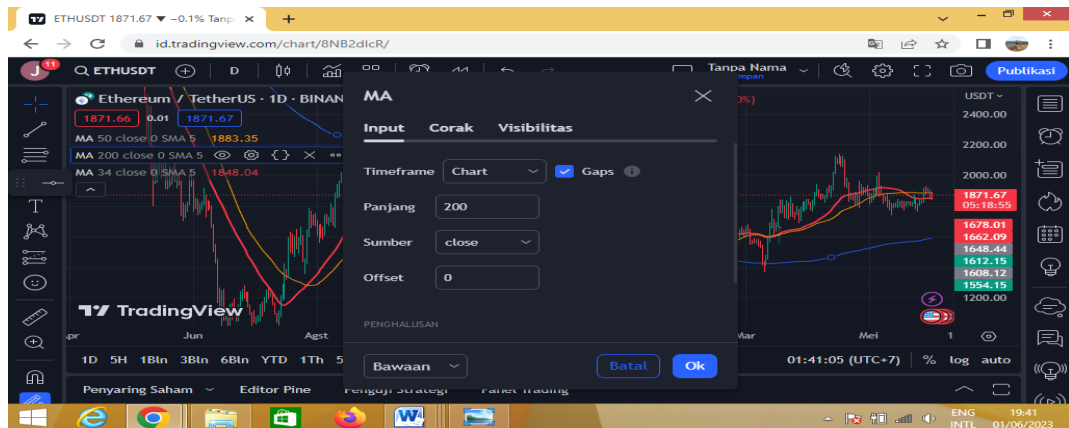 ETHUSDT 1871.67 ▼ −0.1% Tanp
id.tradingview.com/chart/8NB2dIcR/
J 11 ETHUSDT D Tanpa Nama Publikasi
Ethereum / TetherUS · 1D · BINAN
1871.66 0.01 1871.67
MA 50 close 0 SMA 5 1883.35
MA 200 close 0 SMA 5
MA 34 close 0 SMA 5 1848.04
TradingView
MA
Input Corak Visibilitas
Timeframe Chart Gaps
Panjang 200
Sumber close
Offset 0
PENGHALUSAN
Bawaan Batal Ok
0%)
USDT
2400.00
2200.00
2000.00
1871.67
05:18:55
1678.01
1662.09
1648.44
1612.15
1608.12
1554.15
1200.00
pr Jun Agst Mar Mei 1
1D 5H 1Bln 3Bln 6Bln YTD 1Th 5 01:41:05 (UTC+7) % log auto
Penyaring Saham Editor Pine Penguji Strategi Panel Trading
ENG 19:41
INTL 01/06/2023